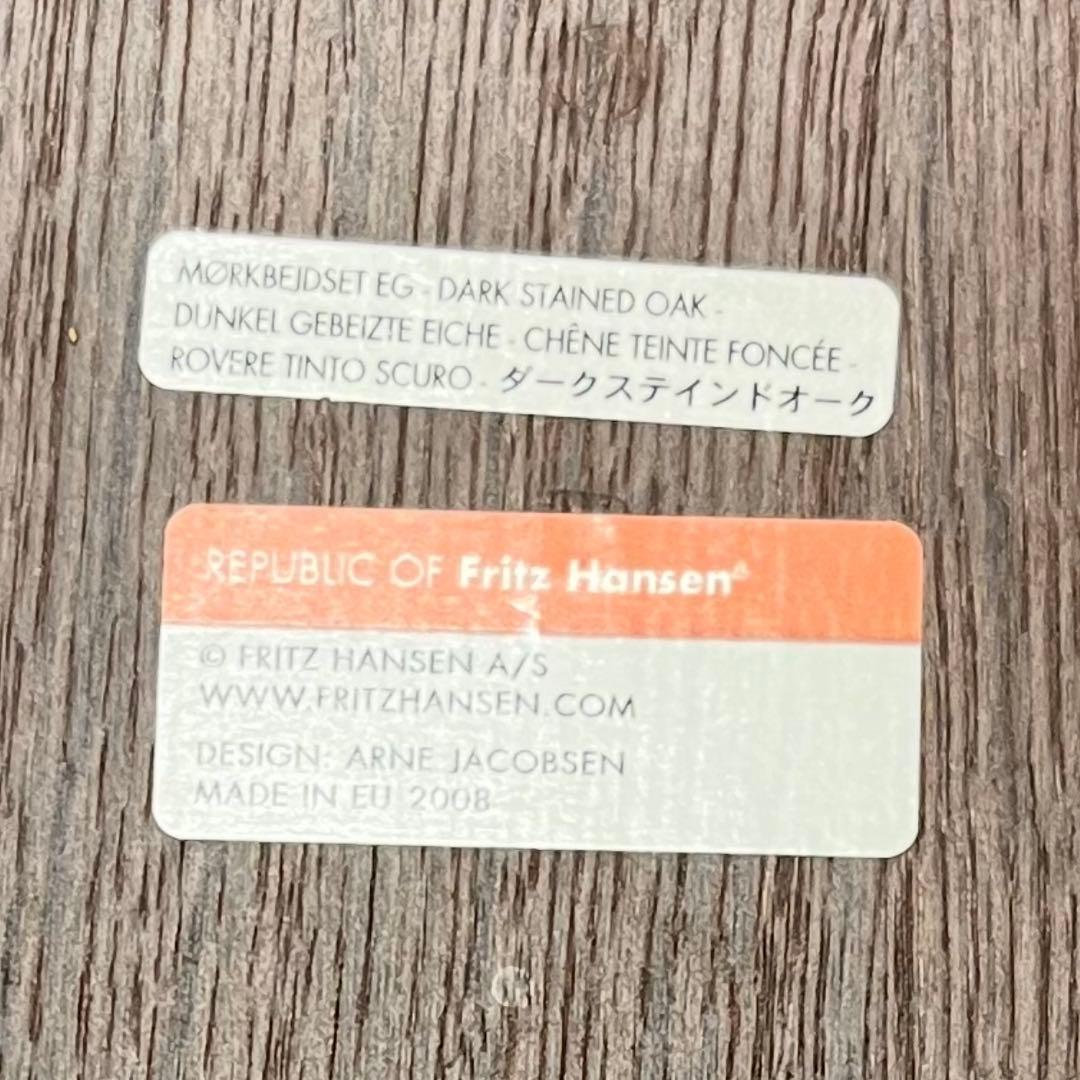 MØRKBEJDSET EG - DARK STAINED OAK -
DUNKEL GEBEIZTE EICHE - CHÊNE TEINTE FONCÉE -
ROVERE TINTO SCURO - ダークステインドオーク
REPUBLIC OF Fritz Hansen
© FRITZ HANSEN A/S
WWW.FRITZHANSEN.COM
DESIGN: ARNE JACOBSEN
MADE IN EU 2008